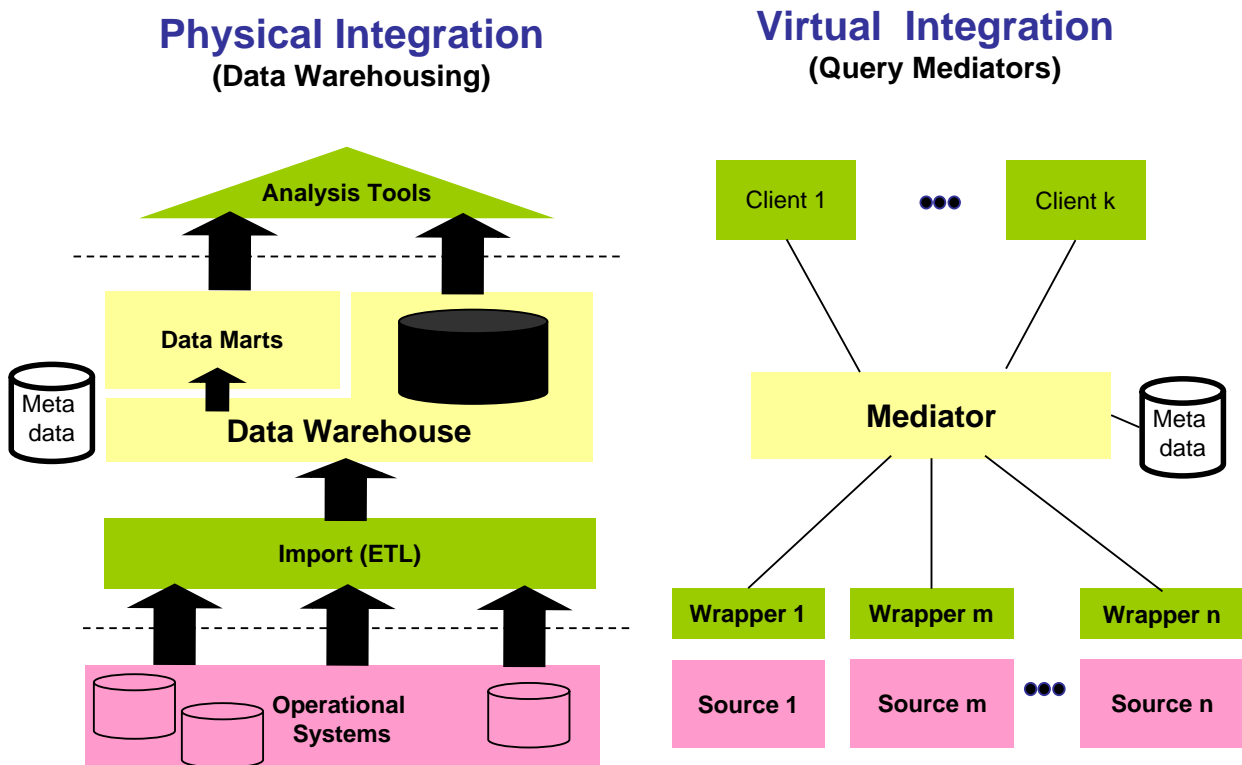 Physical Integration
(Data Warehousing)
Analysis Tools
Data Marts
Meta
data
Data Warehouse
Import (ETL)
Operational
Systems
Virtual Integration
(Query Mediators)
Client 1
Client k
Mediator
Meta
data
Wrapper 1
Wrapper m
Wrapper n
Source 1
Source m
Source n